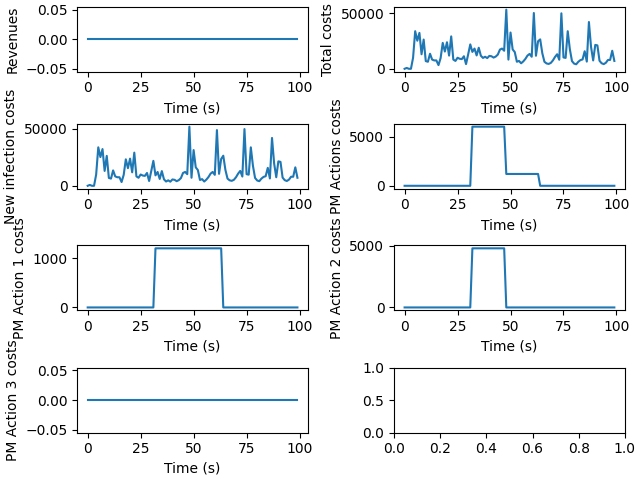 Revenues
0.05
0.00
−0.05
0 25 50 75 100
Time (s)
Total costs
50000
0
0 25 50 75 100
Time (s)
New infection costs
50000
0
0 25 50 75 100
Time (s)
PM Actions costs
5000
0
0 25 50 75 100
Time (s)
PM Action 1 costs
1000
0
0 25 50 75 100
Time (s)
PM Action 2 costs
5000
0
0 25 50 75 100
Time (s)
PM Action 3 costs
0.05
0.00
−0.05
0 25 50 75 100
Time (s)
1.0
0.5
0.0
0.0 0.2 0.4 0.6 0.8 1.0